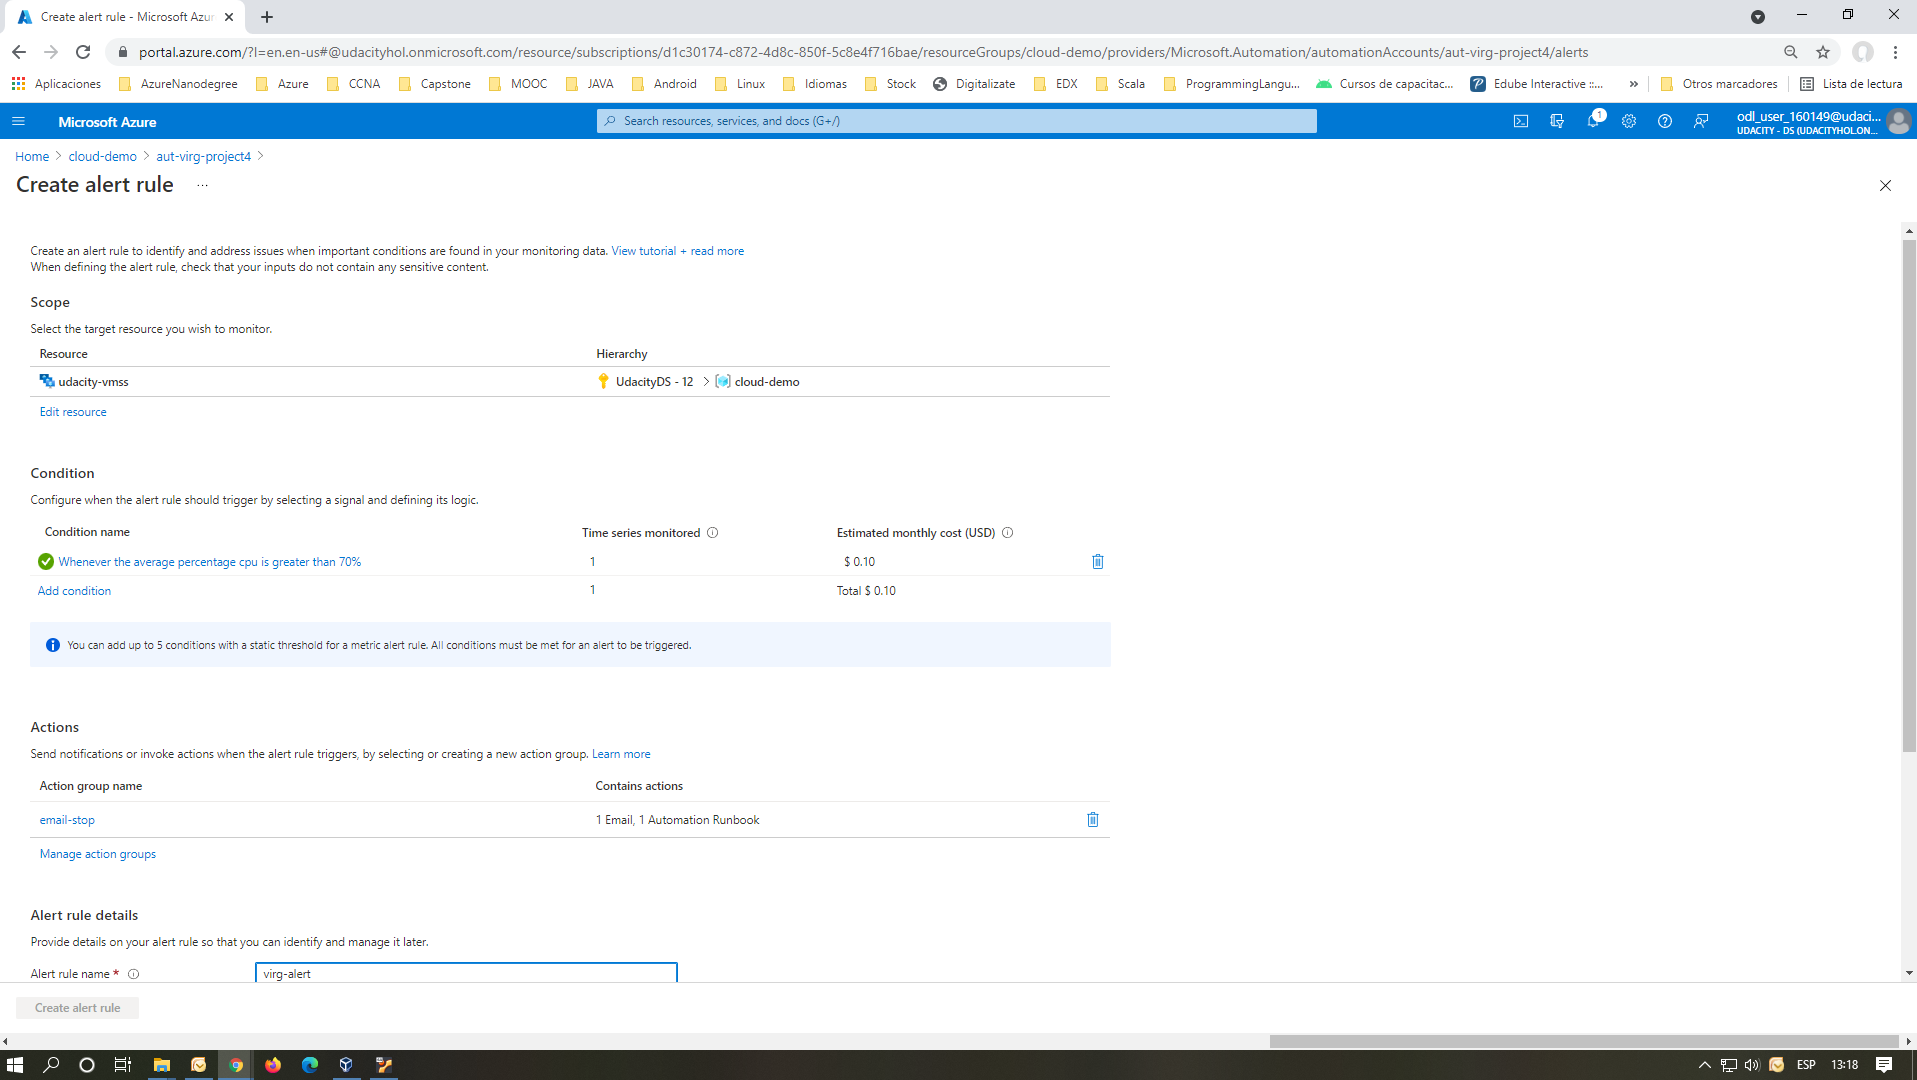 Create alert rule - Microsoft Azur
portal.azure.com/?l=en.en-us#@udacityhol.onmicrosoft.com/resource/subscriptions/d1c30174-c872-4d8c-850f-5c8e4f716bae/resourceGroups/cloud-demo/providers/Microsoft.Automation/automationAccounts/aut-virg-project4/alerts
Aplicaciones AzureNanodegree Azure CCNA Capstone MOOC JAVA Android Linux Idiomas Stock Digitalizate EDX Scala ProgrammingLangu... Cursos de capacitac... Edube Interactive ::... » Otros marcadores Lista de lectura
Microsoft Azure
Search resources, services, and docs (G+/)
1
odl_user_160149@udaci...
UDACITY - DS (UDACITYHOL.ON...
Home > cloud-demo > aut-virg-project4 >
Create alert rule ...
Create an alert rule to identify and address issues when important conditions are found in your monitoring data. View tutorial + read more
When defining the alert rule, check that your inputs do not contain any sensitive content.
Scope
Select the target resource you wish to monitor.
Resource Hierarchy
udacity-vmss UdacityDS - 12 > cloud-demo
Edit resource
Condition
Configure when the alert rule should trigger by selecting a signal and defining its logic.
Condition name Time series monitored Estimated monthly cost (USD)
Whenever the average percentage cpu is greater than 70% 1 $ 0.10
Add condition 1 Total $ 0.10
You can add up to 5 conditions with a static threshold for a metric alert rule. All conditions must be met for an alert to be triggered.
Actions
Send notifications or invoke actions when the alert rule triggers, by selecting or creating a new action group. Learn more
Action group name Contains actions
email-stop 1 Email, 1 Automation Runbook
Manage action groups
Alert rule details
Provide details on your alert rule so that you can identify and manage it later.
Alert rule name * virg-alert
Create alert rule
ESP 13:18